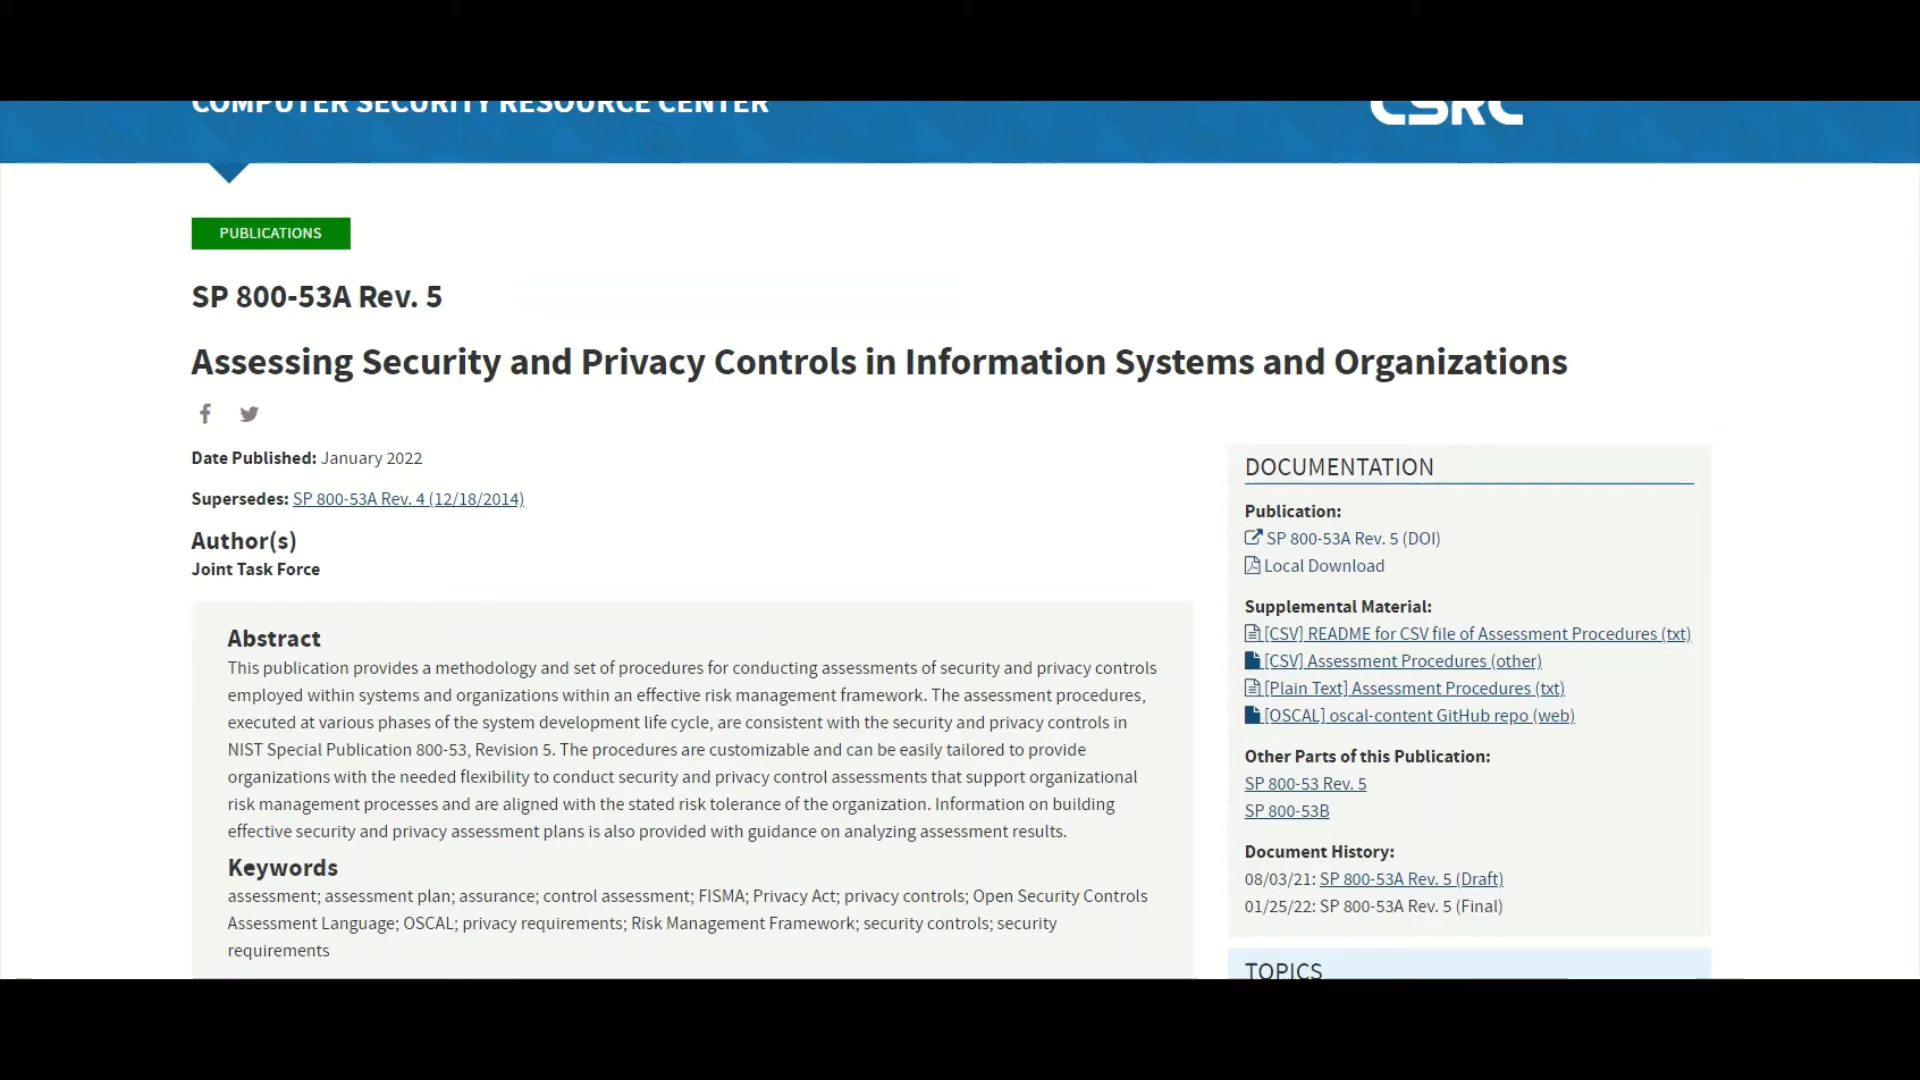 COMPUTER SECURITY RESOURCE CENTER
CSRC
PUBLICATIONS
SP 800-53A Rev. 5
Assessing Security and Privacy Controls in Information Systems and Organizations
Date Published: January 2022
Supersedes: SP 800-53A Rev. 4 (12/18/2014)
Author(s)
Joint Task Force
Abstract
This publication provides a methodology and set of procedures for conducting assessments of security and privacy controls
employed within systems and organizations within an effective risk management framework. The assessment procedures,
executed at various phases of the system development life cycle, are consistent with the security and privacy controls in
NIST Special Publication 800-53, Revision 5. The procedures are customizable and can be easily tailored to provide
organizations with the needed flexibility to conduct security and privacy control assessments that support organizational
risk management processes and are aligned with the stated risk tolerance of the organization. Information on building
effective security and privacy assessment plans is also provided with guidance on analyzing assessment results.
Keywords
assessment; assessment plan; assurance; control assessment; FISMA; Privacy Act; privacy controls; Open Security Controls
Assessment Language; OSCAL; privacy requirements; Risk Management Framework; security controls; security
requirements
DOCUMENTATION
Publication:
SP 800-53A Rev. 5 (DOI)
Local Download
Supplemental Material:
[CSV] README for CSV file of Assessment Procedures (txt)
[CSV] Assessment Procedures (other)
[Plain Text] Assessment Procedures (txt)
[OSCAL] oscal-content GitHub repo (web)
Other Parts of this Publication:
SP 800-53 Rev. 5
SP 800-53B
Document History:
08/03/21: SP 800-53A Rev. 5 (Draft)
01/25/22: SP 800-53A Rev. 5 (Final)
TOPICS